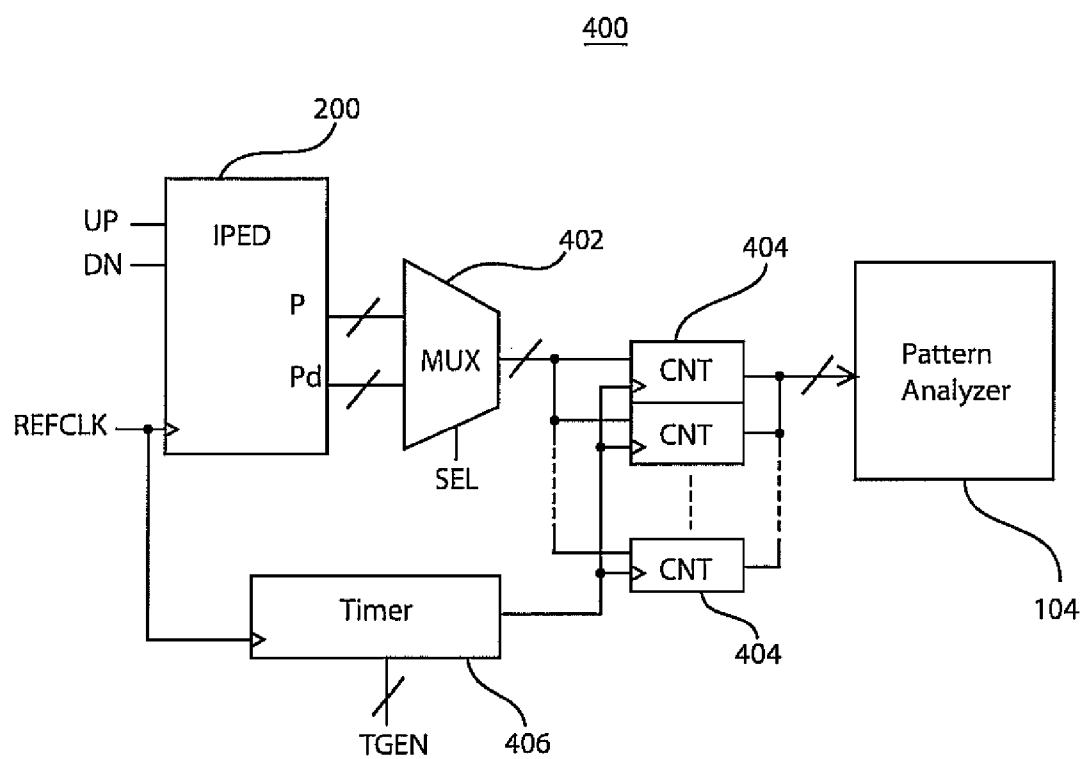 400
200
UP
DN
IPED
P
Pd
REFCLK
402
MUX
SEL
404
CNT
CNT
CNT
404
Pattern
Analyzer
104
Timer
TGEN
406